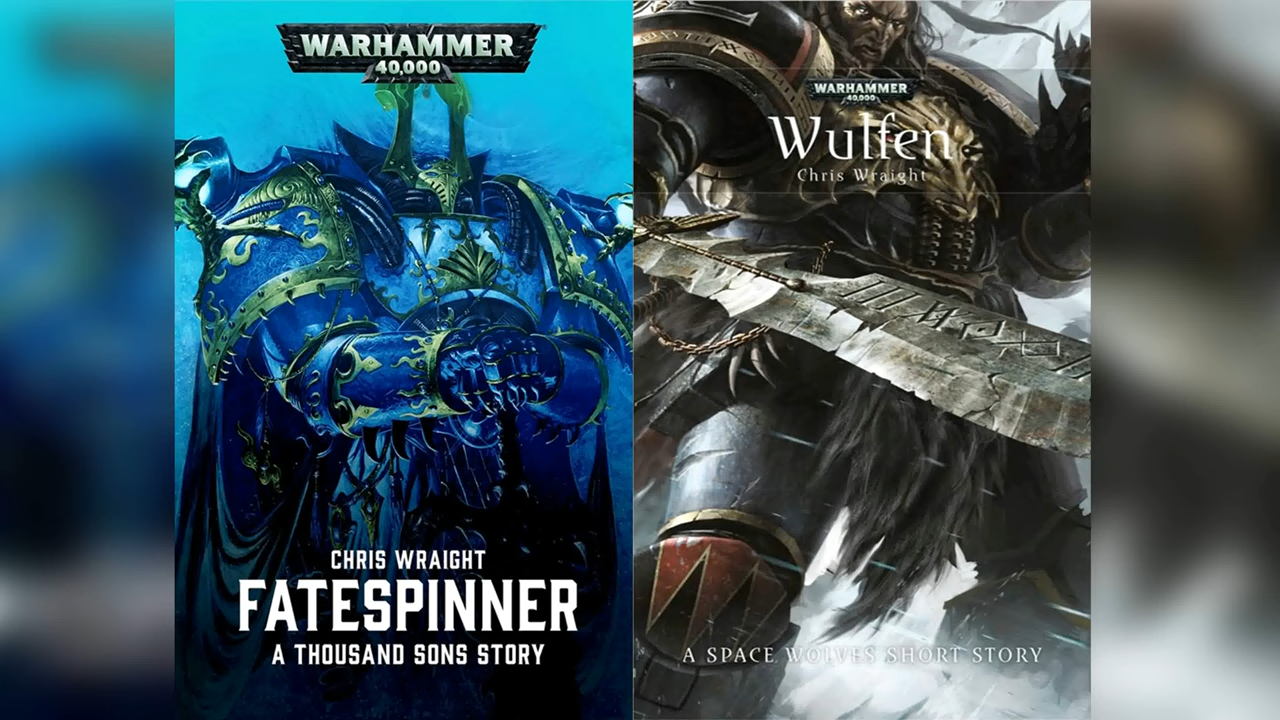 WARHAMMER
40,000
CHRIS WRAIGHT
FATESPINNER
A THOUSAND SONS STORY
WARHAMMER
40,000
Wulfen
Chris Wraight
A SPACE WOLVES SHORT STORY